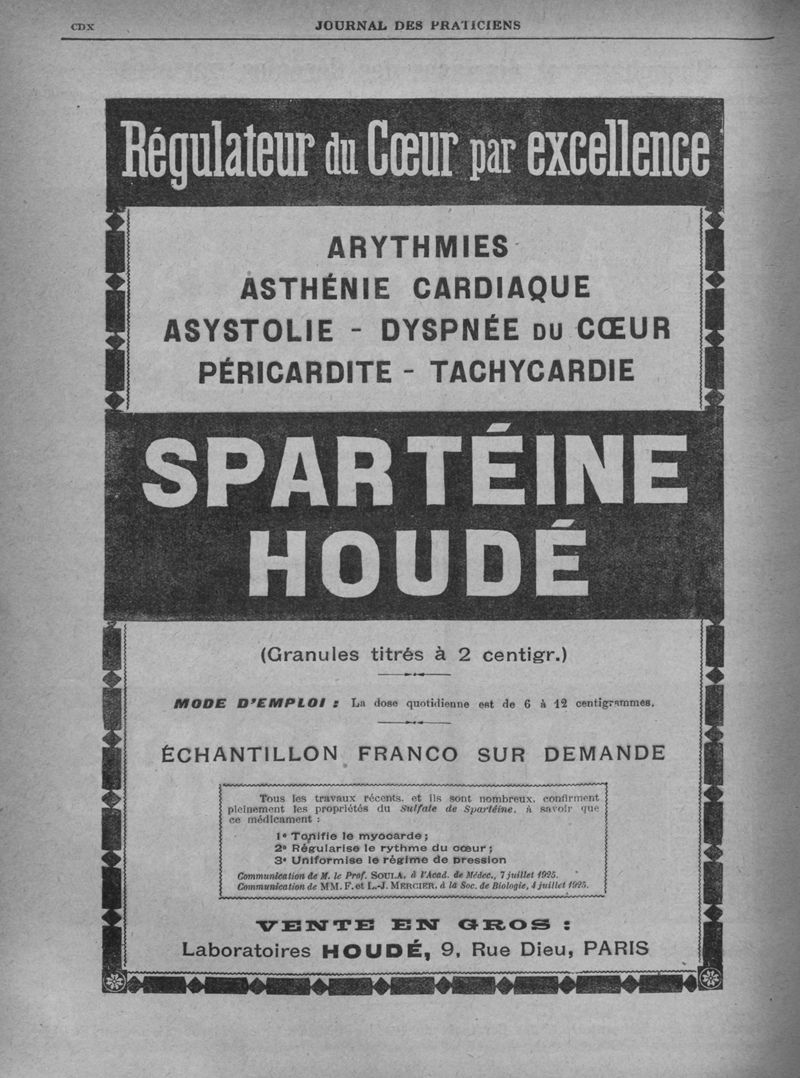 CDX
JOURNAL DES PRATICIENS
Régulateur du Cœur par excellence
ARYTHMIES
ASTHÉNIE CARDIAQUE
ASYSTOLIE - DYSPNÉE DU CŒUR
PÉRICARDITE - TACHYCARDIE
SPARTÉINE
HOUDÉ
(Granules titrés à 2 centigr.)
MODE D'EMPLOI : La dose quotidienne est de 6 à 12 centigrammes.
ÉCHANTILLON FRANCO SUR DEMANDE
Tous les travaux récents, et ils sont nombreux, confirment
pleinement les propriétés du Sulfate de Spartéine, à savoir que
ce médicament :
1° Tonifie le myocarde ;
2° Régularise le rythme du cœur ;
3° Uniformise le régime de pression
Communication de M. le Prof. SOULA, à l'Acad. de Médec., 7 juillet 1925.
Communication de MM. F. et L.-J. MERCIER, à la Soc. de Biologie, 4 juillet 1925.
VENTE EN GROS :
Laboratoires HOUDÉ, 9, Rue Dieu, PARIS